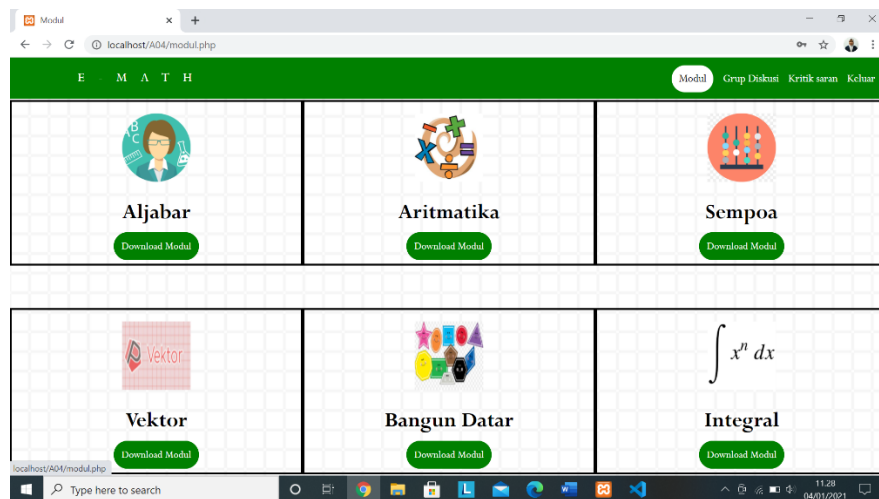 Modul
localhost/A04/modul.php
E - M A T H
Modul Grup Diskusi Kritik saran Keluar
B
C
Aljabar
Download Modul
Aritmatika
Download Modul
Sempoa
Download Modul
Vektor
Vektor
Download Modul
Bangun Datar
Download Modul
∫ xⁿ dx
Integral
Download Modul
localhost/A04/modul.php
Type here to search
11.28
04/01/2021